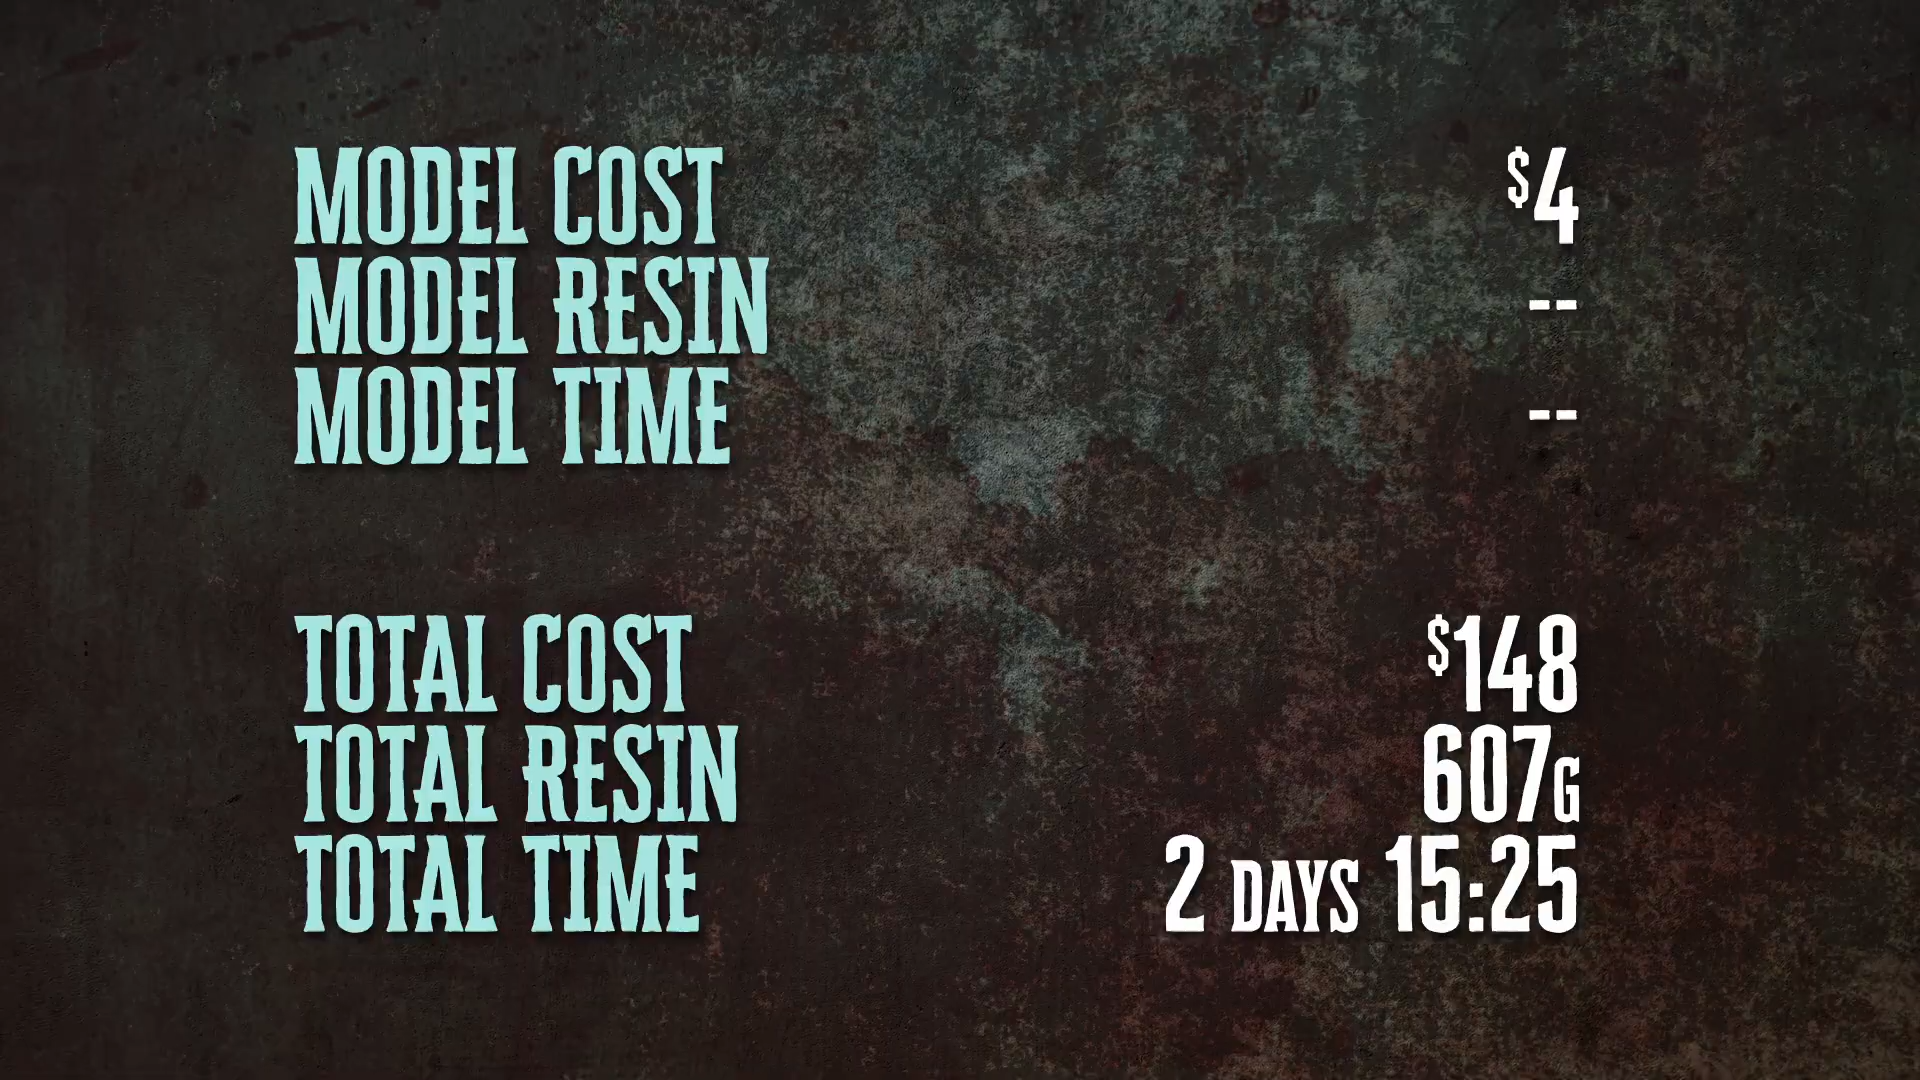 MODEL COST $4
MODEL RESIN --
MODEL TIME --
TOTAL COST $148
TOTAL RESIN 607G
TOTAL TIME 2 DAYS 15:25